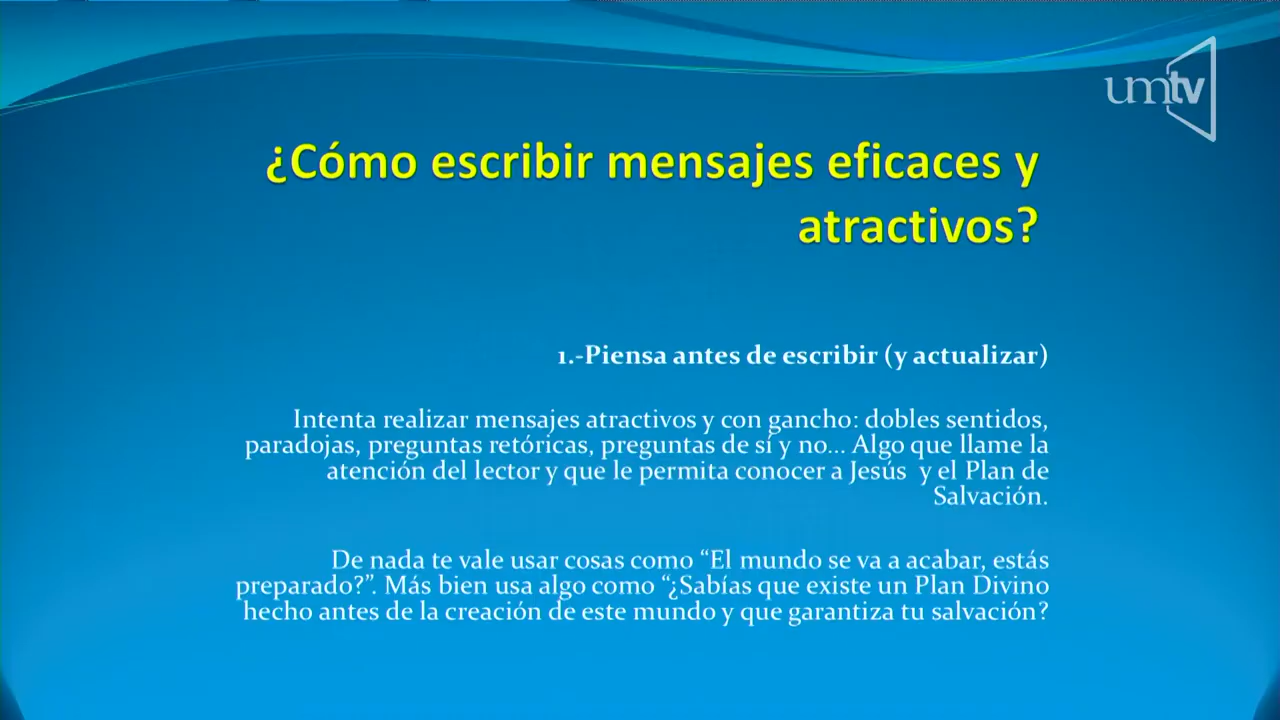 umtv
¿Cómo escribir mensajes eficaces y
atractivos?
1.-Piensa antes de escribir (y actualizar)
Intenta realizar mensajes atractivos y con gancho: dobles sentidos,
paradojas, preguntas retóricas, preguntas de sí y no... Algo que llame la
atención del lector y que le permita conocer a Jesús  y el Plan de
Salvación.
De nada te vale usar cosas como “El mundo se va a acabar, estás
preparado?”. Más bien usa algo como “¿Sabías que existe un Plan Divino
hecho antes de la creación de este mundo y que garantiza tu salvación?